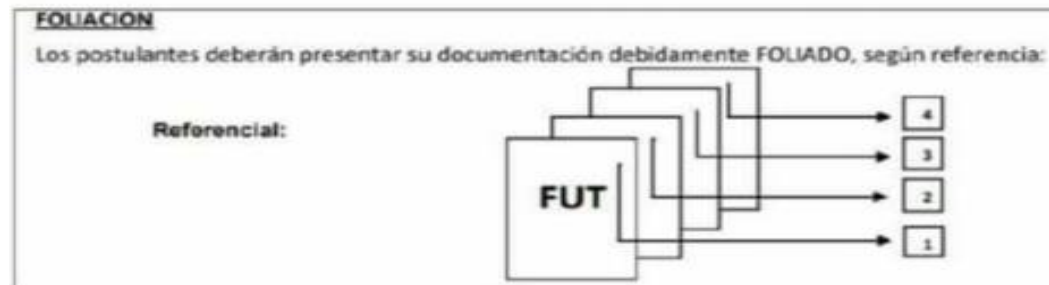 FOLIACION
Los postulantes deberán presentar su documentación debidamente FOLIADO, según referencia:
Referencial:
4
3
FUT
2
1